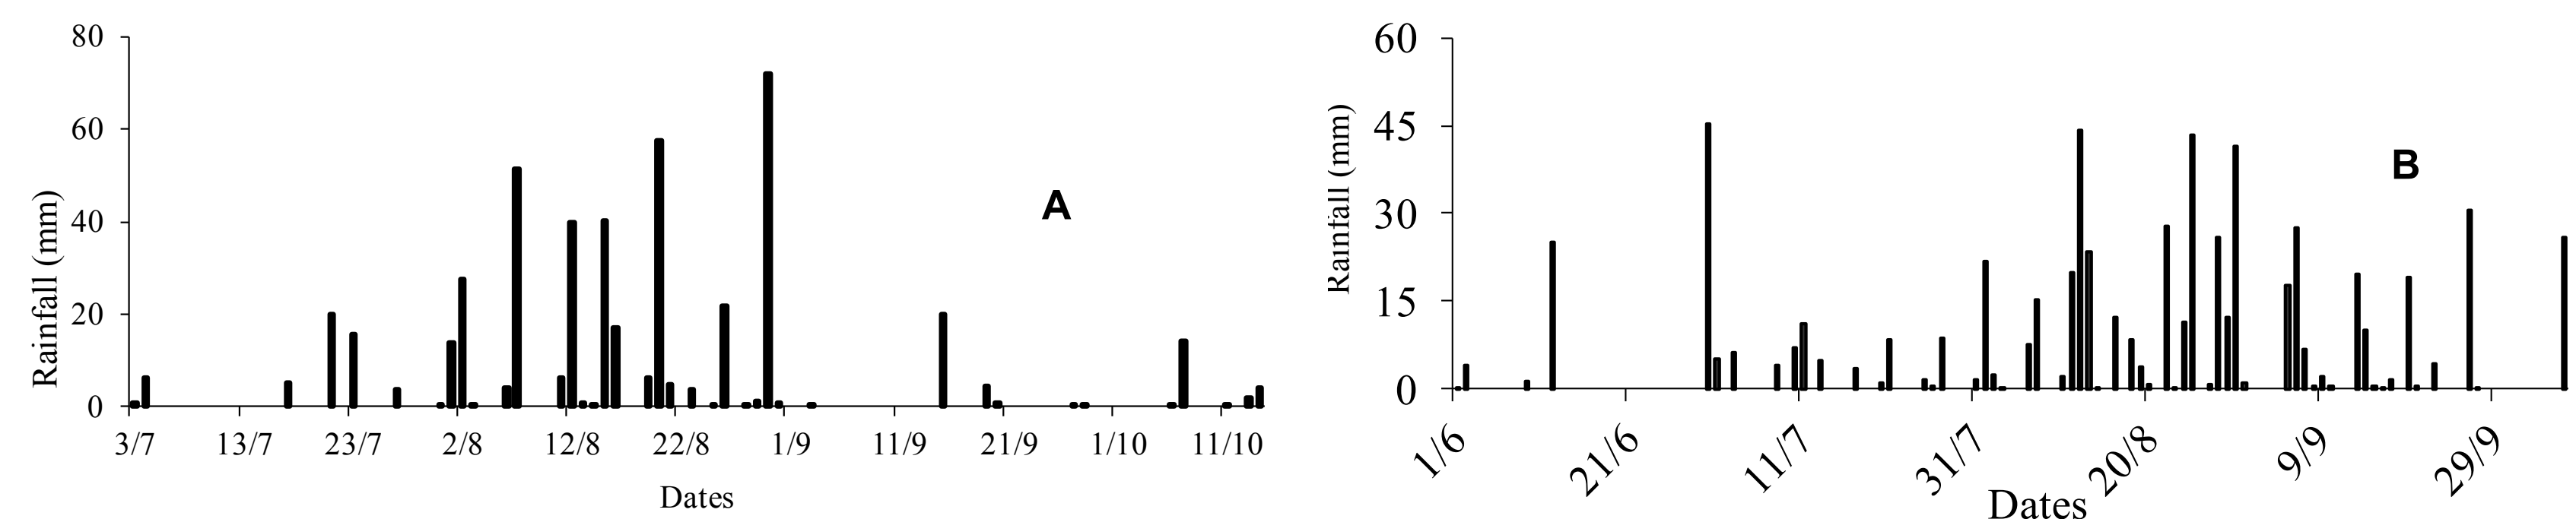 80
60
40
20
0
Rainfall (mm)
A
3/7 13/7 23/7 2/8 12/8 22/8 1/9 11/9 21/9 1/10 11/10
Dates
60
45
30
15
0
Rainfall (mm)
B
1/6 21/6 11/7 31/7 20/8 9/9 29/9
Dates